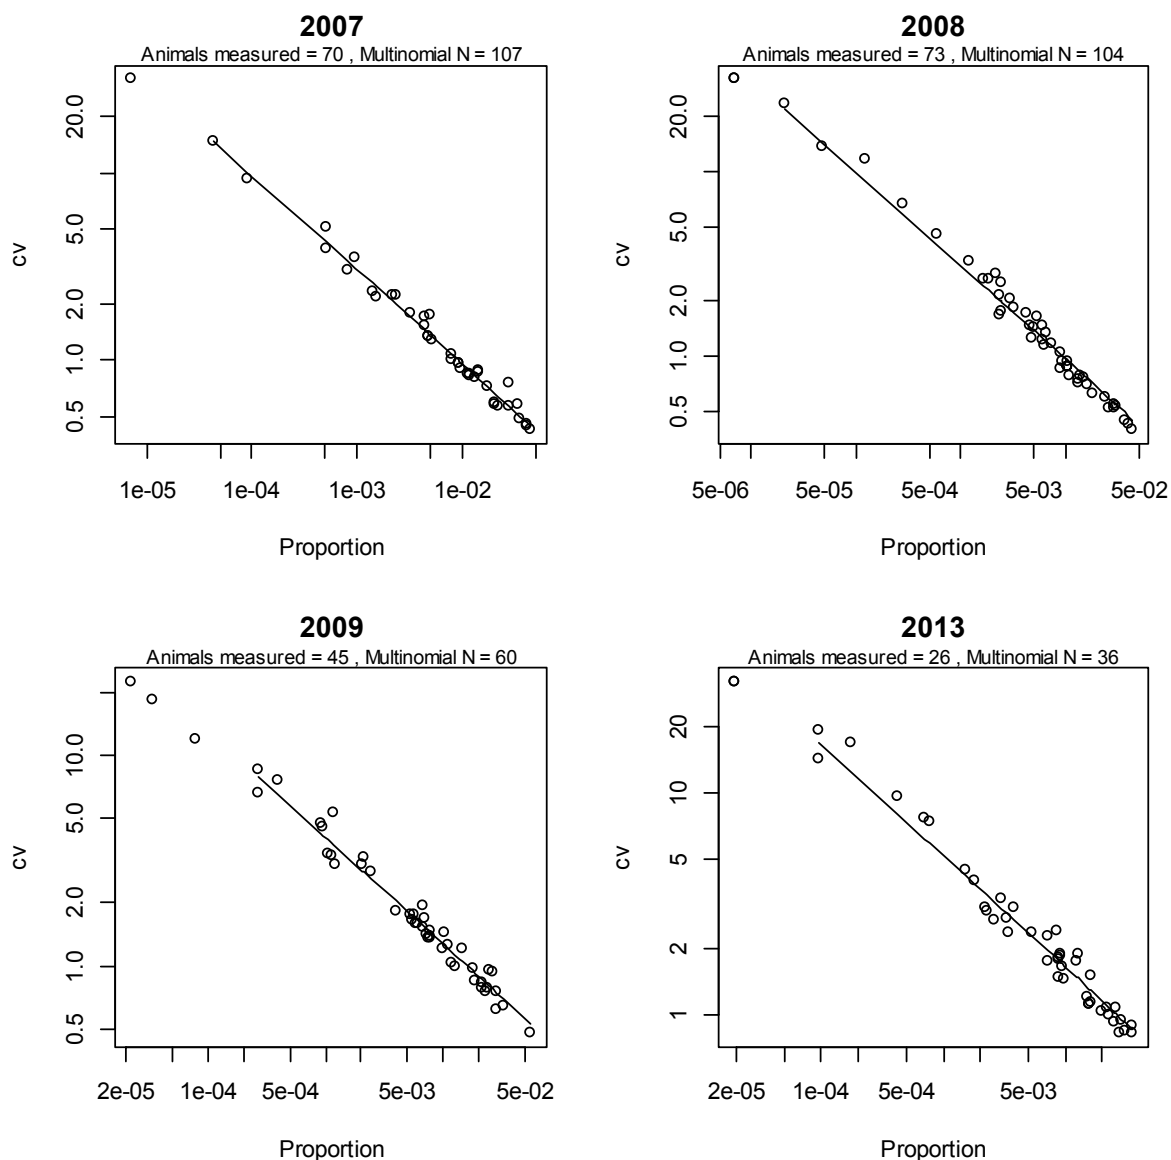 2007
Animals measured = 70 , Multinomial N = 107
cv
20.0
5.0
2.0
1.0
0.5
1e-05 1e-04 1e-03 1e-02
Proportion
2008
Animals measured = 73 , Multinomial N = 104
cv
20.0
5.0
2.0
1.0
0.5
5e-06 5e-05 5e-04 5e-03 5e-02
Proportion
2009
Animals measured = 45 , Multinomial N = 60
cv
10.0
5.0
2.0
1.0
0.5
2e-05 1e-04 5e-04 5e-03 5e-02
Proportion
2013
Animals measured = 26 , Multinomial N = 36
cv
20
10
5
2
1
2e-05 1e-04 5e-04 5e-03
Proportion